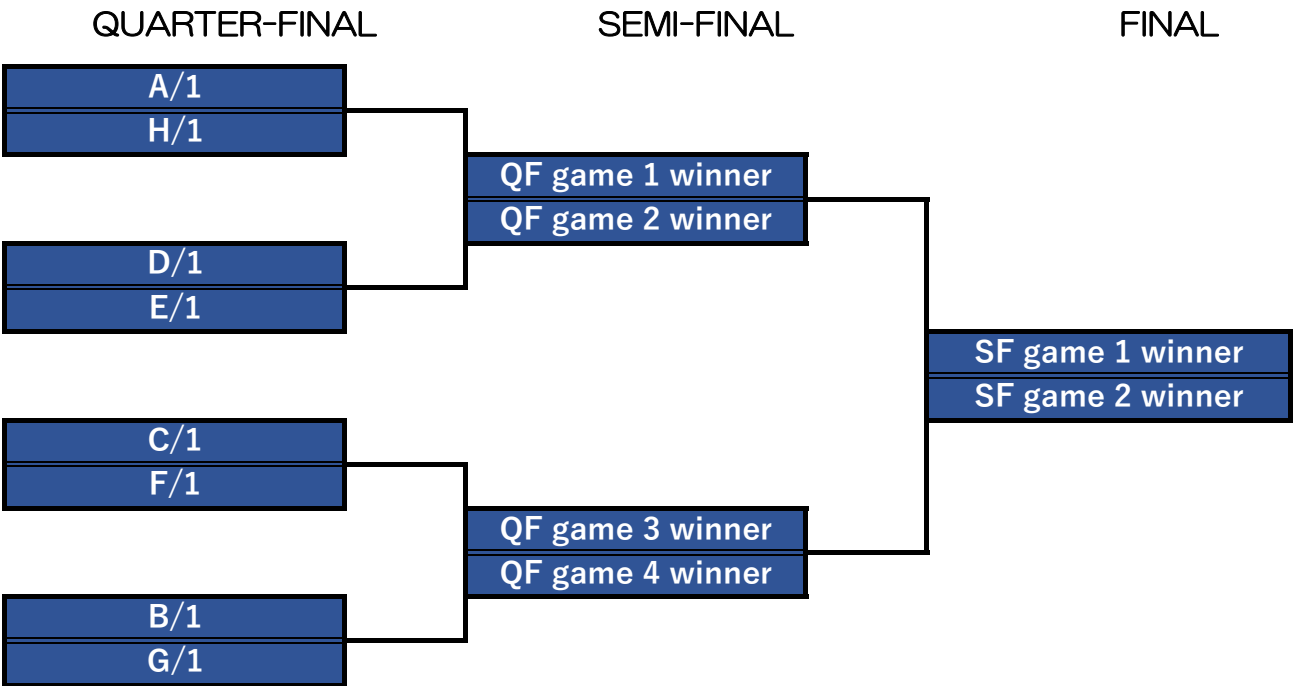 QUARTER-FINAL SEMI-FINAL FINAL
A/1
H/1
QF game 1 winner
QF game 2 winner
D/1
E/1
SF game 1 winner
SF game 2 winner
C/1
F/1
QF game 3 winner
QF game 4 winner
B/1
G/1